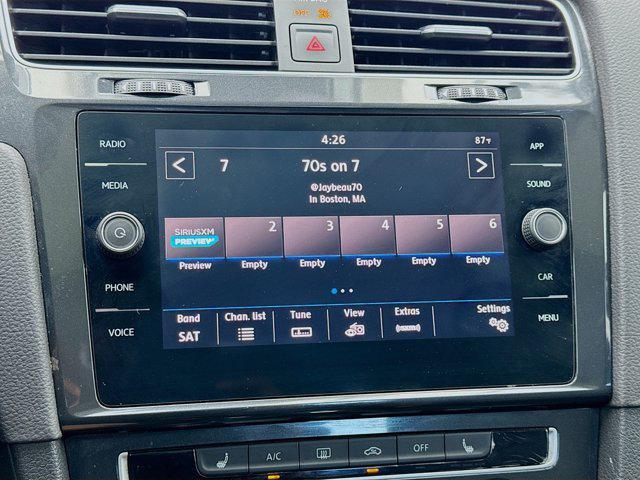 OFF
RADIO
4:26
87°F
APP
7
70s on 7
MEDIA
SOUND
@Jaybeau70
In Boston, MA
SIRIUSXM
PREVIEW
2
3
4
5
6
Preview
Empty
Empty
Empty
Empty
Empty
PHONE
CAR
Band
Chan. list
Tune
View
Extras
Settings
SAT
VOICE
MENU
A/C
OFF